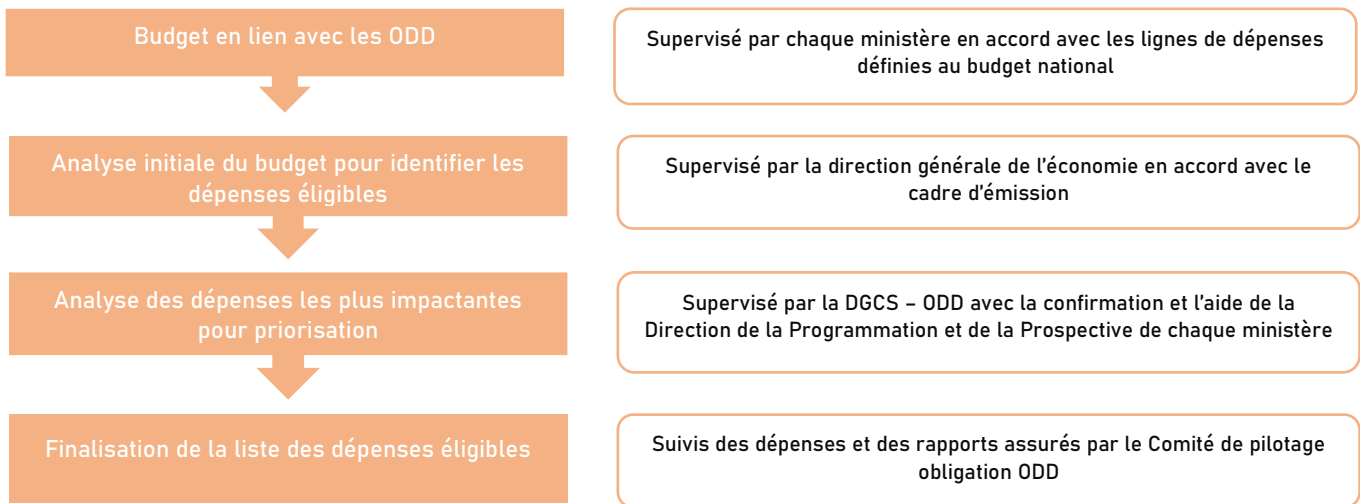 Budget en lien avec les ODD
Supervisé par chaque ministère en accord avec les lignes de dépenses
définies au budget national
Analyse initiale du budget pour identifier les
dépenses éligibles
Supervisé par la direction générale de l'économie en accord avec le
cadre d'émission
Analyse des dépenses les plus impactantes
pour priorisation
Supervisé par la DGCS – ODD avec la confirmation et l'aide de la
Direction de la Programmation et de la Prospective de chaque ministère
Finalisation de la liste des dépenses éligibles
Suivis des dépenses et des rapports assurés par le Comité de pilotage
obligation ODD